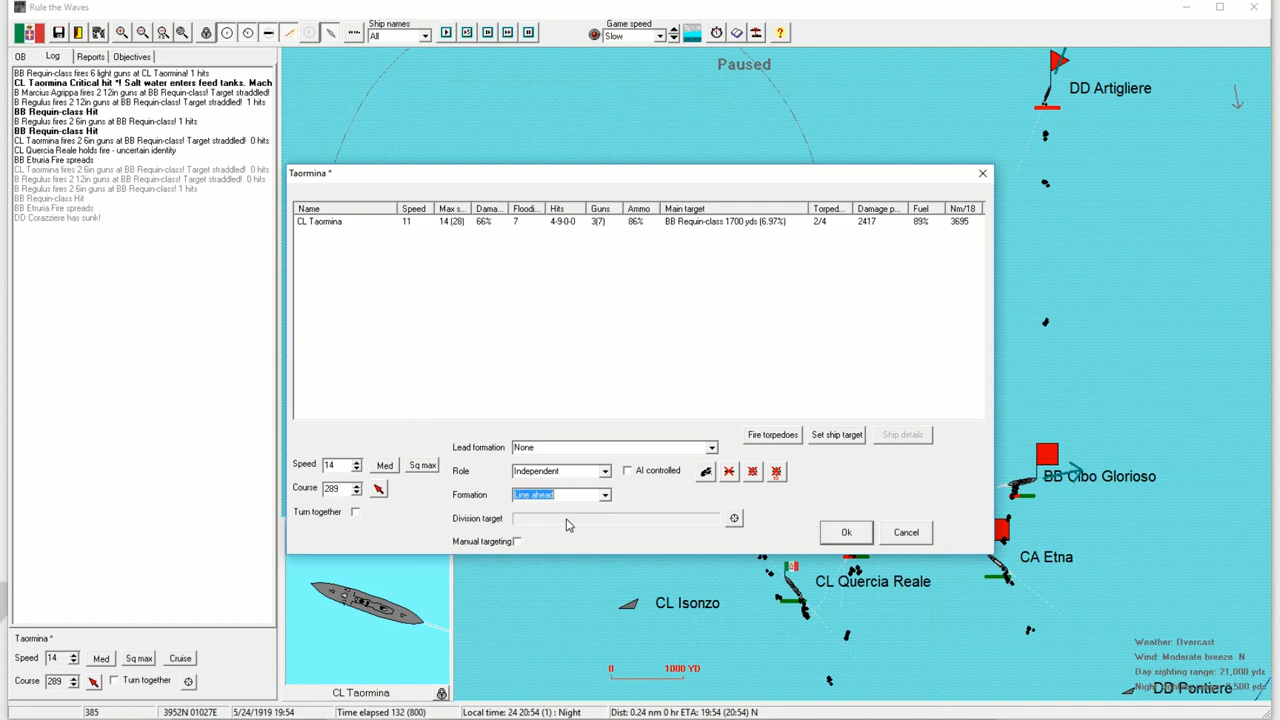 Rule the Waves
Ship names
All
Game speed
Slow
OB Log Reports Objectives
Paused
BB Requin-class fires 6 light guns at CL Taormina! 1 hits
CL Taormina Critical hit *! Salt water enters feed tanks. Mach
B Marcius Agrippa fires 2 12in guns at BB Requin-class! Target straddled!
B Regulus fires 2 12in guns at BB Requin-class! Target straddled! 1 hits
BB Requin-class Hit
B Regulus fires 2 6in guns at BB Requin-class! 1 hits
BB Requin-class Hit
CL Taormina fires 2 6in guns at BB Requin-class! Target straddled! 0 hits
CL Quercia Reale holds fire - uncertain identity
BB Etruria Fire spreads
CL Taormina fires 2 6in guns at BB Requin-class! Target straddled! 0 hits
B Regulus fires 2 12in guns at BB Requin-class! Target straddled! 0 hits
B Regulus fires 2 6in guns at BB Requin-class! 1 hits
BB Requin-class Hit
BB Etruria Fire spreads
DD Corazziere has sunk!
DD Artigliere
Taormina *
Name Speed Max s... Dama... Floodi... Hits Guns Ammo Main target Torped... Damage p... Fuel Nm/18
CL Taormina 11 14 (28) 66% 7 4-9-0-0 3(7) 86% BB Requin-class 1700 yds (6.97%) 2/4 2417 89% 3695
Fire torpedoes Set ship target Ship details
Lead formation None
Speed 14 Med Sq max
Role Independent AI controlled
Course 289
Formation Line ahead
Turn together
Division target
Manual targeting
Ok Cancel
BB Cibo Glorioso
CA Etna
CL Quercia Reale
CL Isonzo
Taormina *
Speed 14 Med Sq max Cruise
Course 289 Turn together
CL Taormina
0 1000 YD
Weather: Overcast
Wind: Moderate breeze N
Day sighting range: 21,000 yds
DD Pontiere
385 3952N 01027E 5/24/1919 19:54 Time elapsed 132 (800) Local time: 24 20:54 (1) : Night Dist: 0.24 nm 0 hr ETA: 19:54 (20:54) N